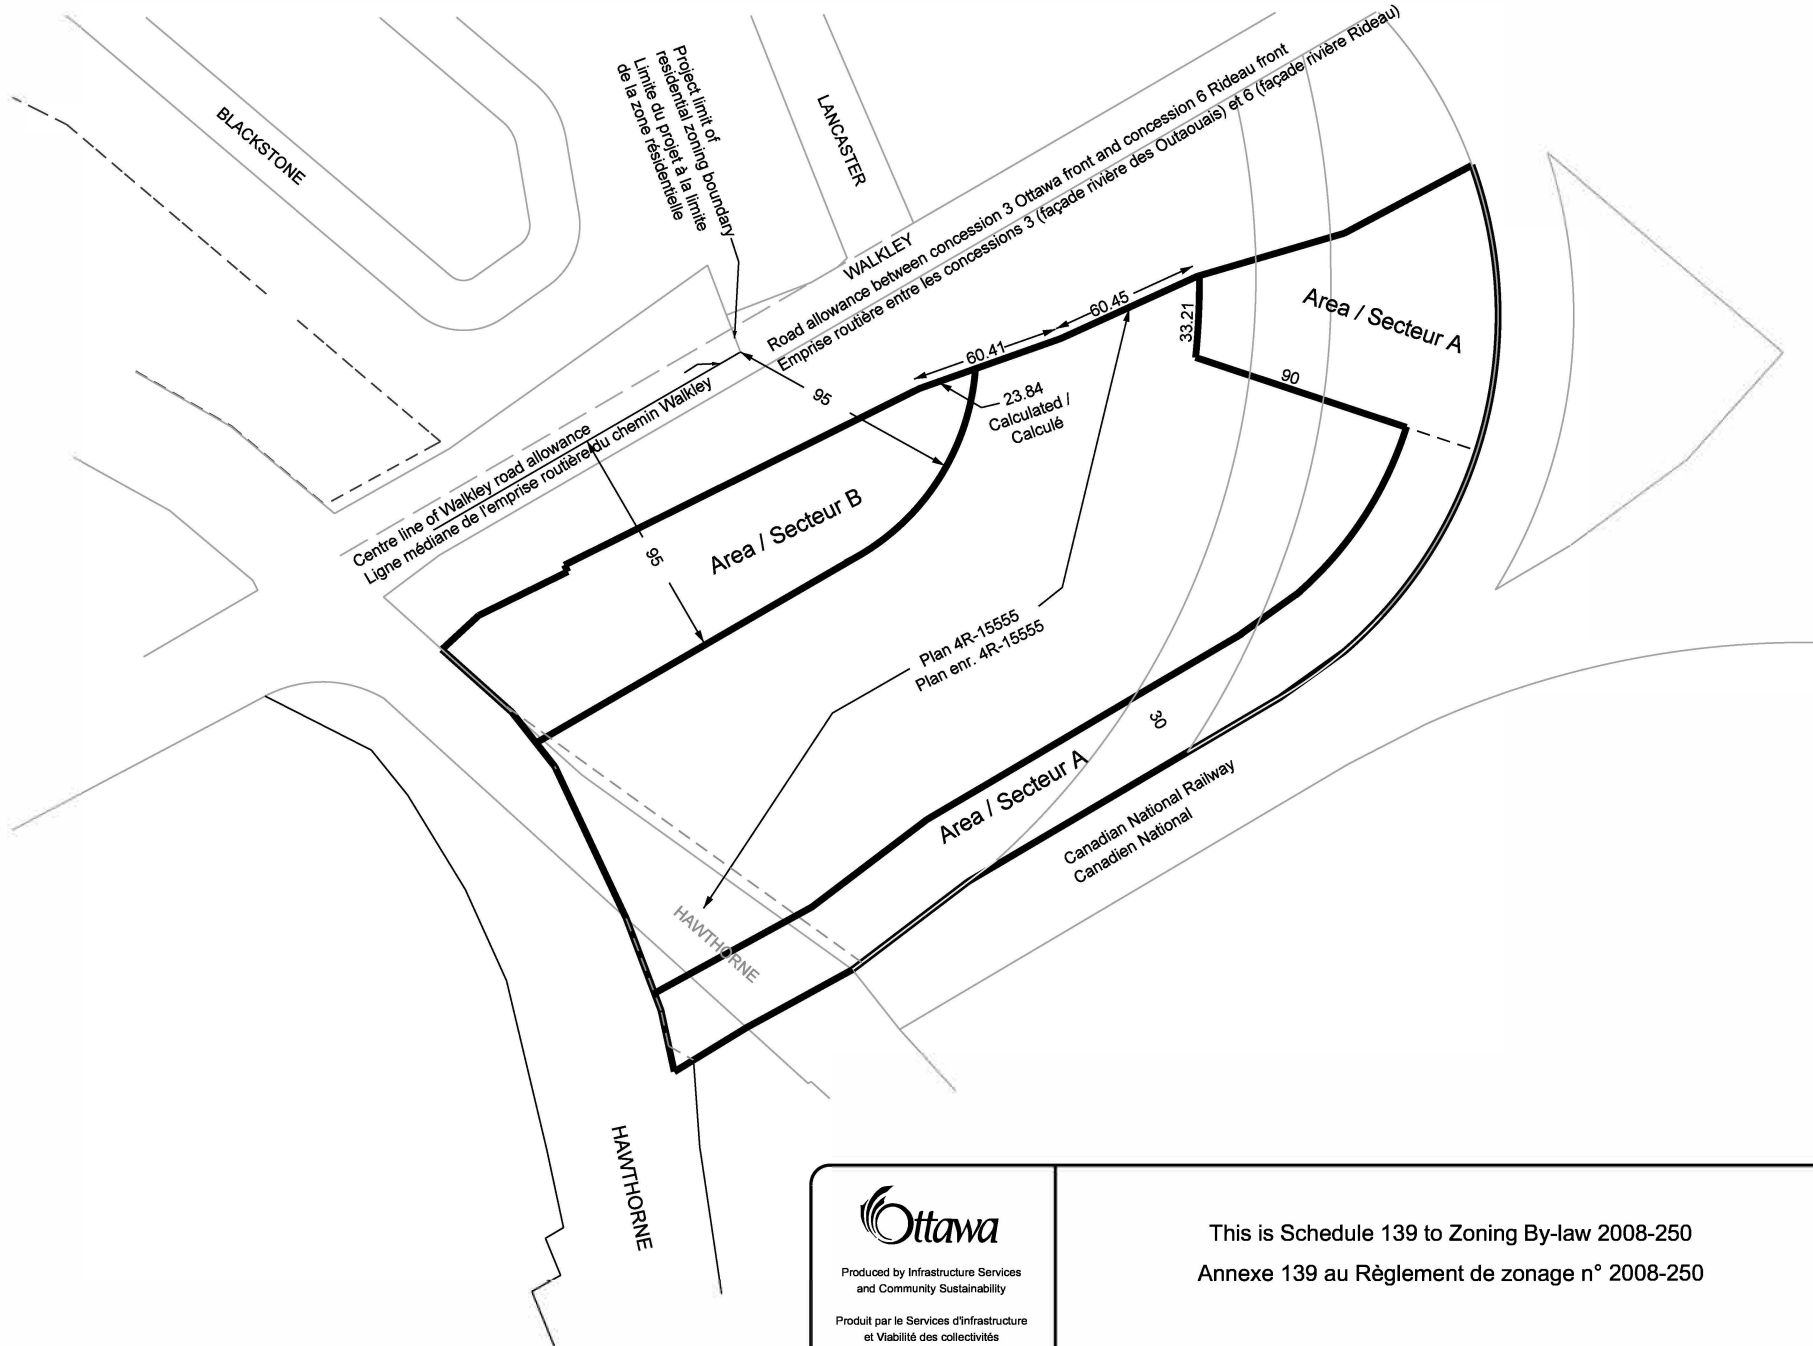 BLACKSTONE
Project limit of
residential zoning boundary
Limite du projet à la limite
de la zone résidentielle
LANCASTER
WALKLEY
Road allowance between concession 3 Ottawa front and concession 6 Rideau front
Emprise routière entre les concessions 3 (façade rivière des Outaouais) et 6 (façade rivière Rideau)
Centre line of Walkley road allowance
Ligne médiane de l'emprise routière du chemin Walkley
60.41
60.45
33.21
Area / Secteur A
90
95
23.84
Calculated /
Calculé
95
Area / Secteur B
Plan 4R-15555
Plan enr. 4R-15555
30
Area / Secteur A
Canadian National Railway
Canadien National
HAWTHORNE
HAWTHORNE
Ottawa
Produced by Infrastructure Services
and Community Sustainability
Produit par le Services d'infrastructure
et Viabilité des collectivités
This is Schedule 139 to Zoning By-law 2008-250
Annexe 139 au Règlement de zonage n° 2008-250